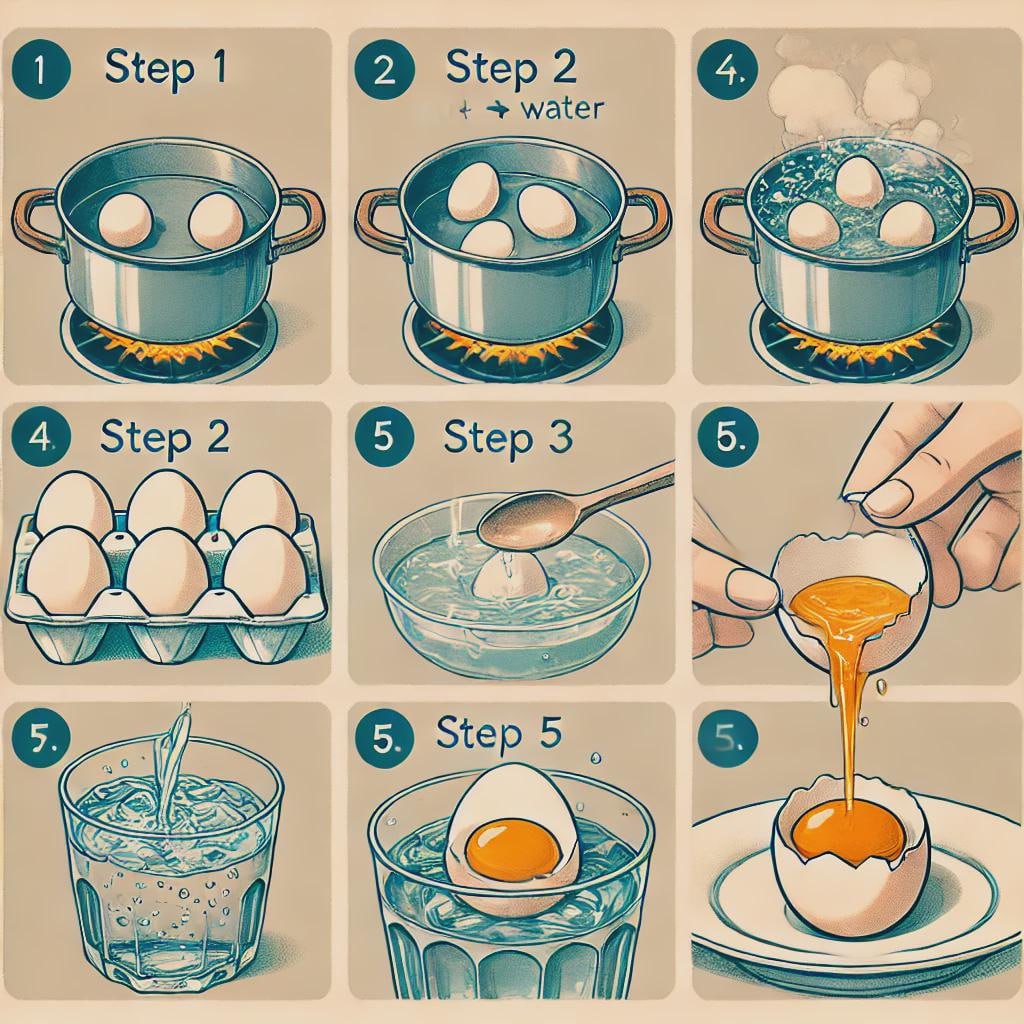 1 Step 1
2 Step 2
water
4.
4. Step 2
5 Step 3
5.
5.
5. Step 5
5.